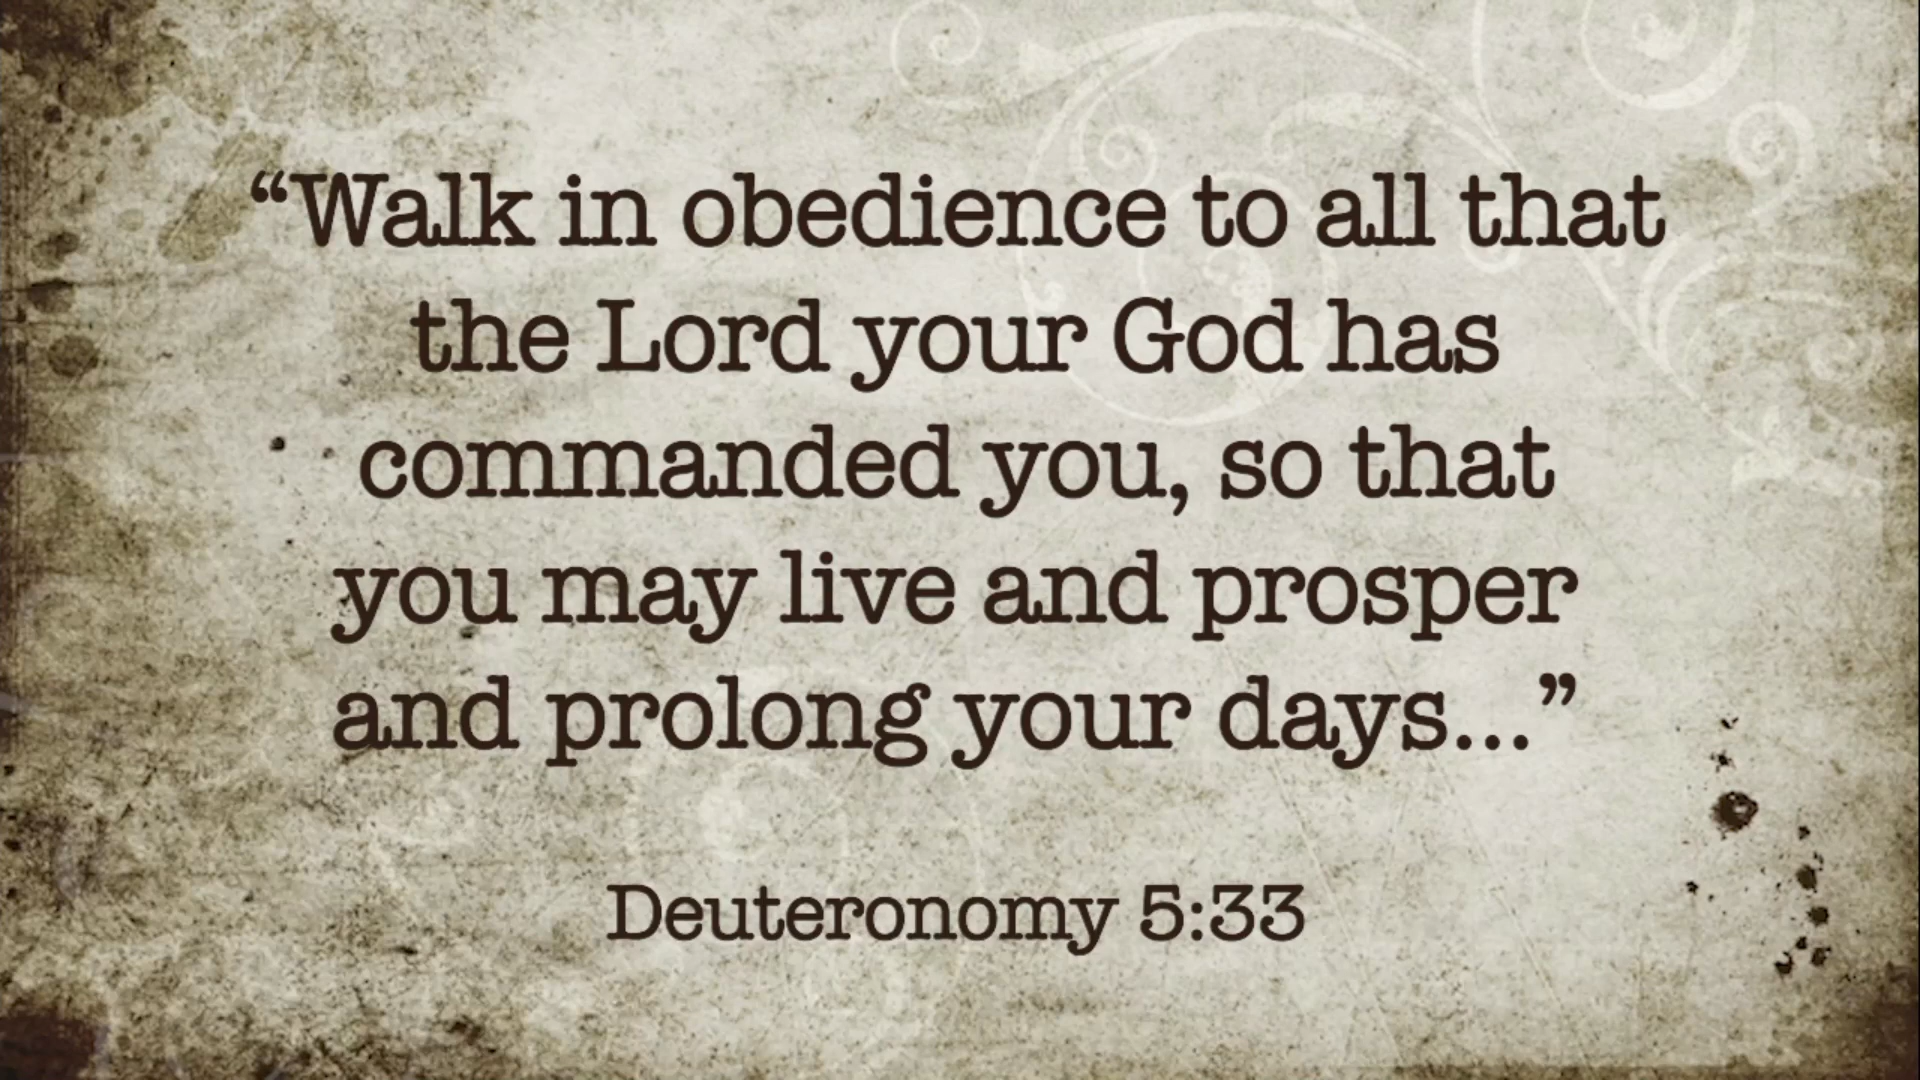 “Walk in obedience to all that
the Lord your God has
commanded you, so that
you may live and prosper
and prolong your days...”
Deuteronomy 5:33